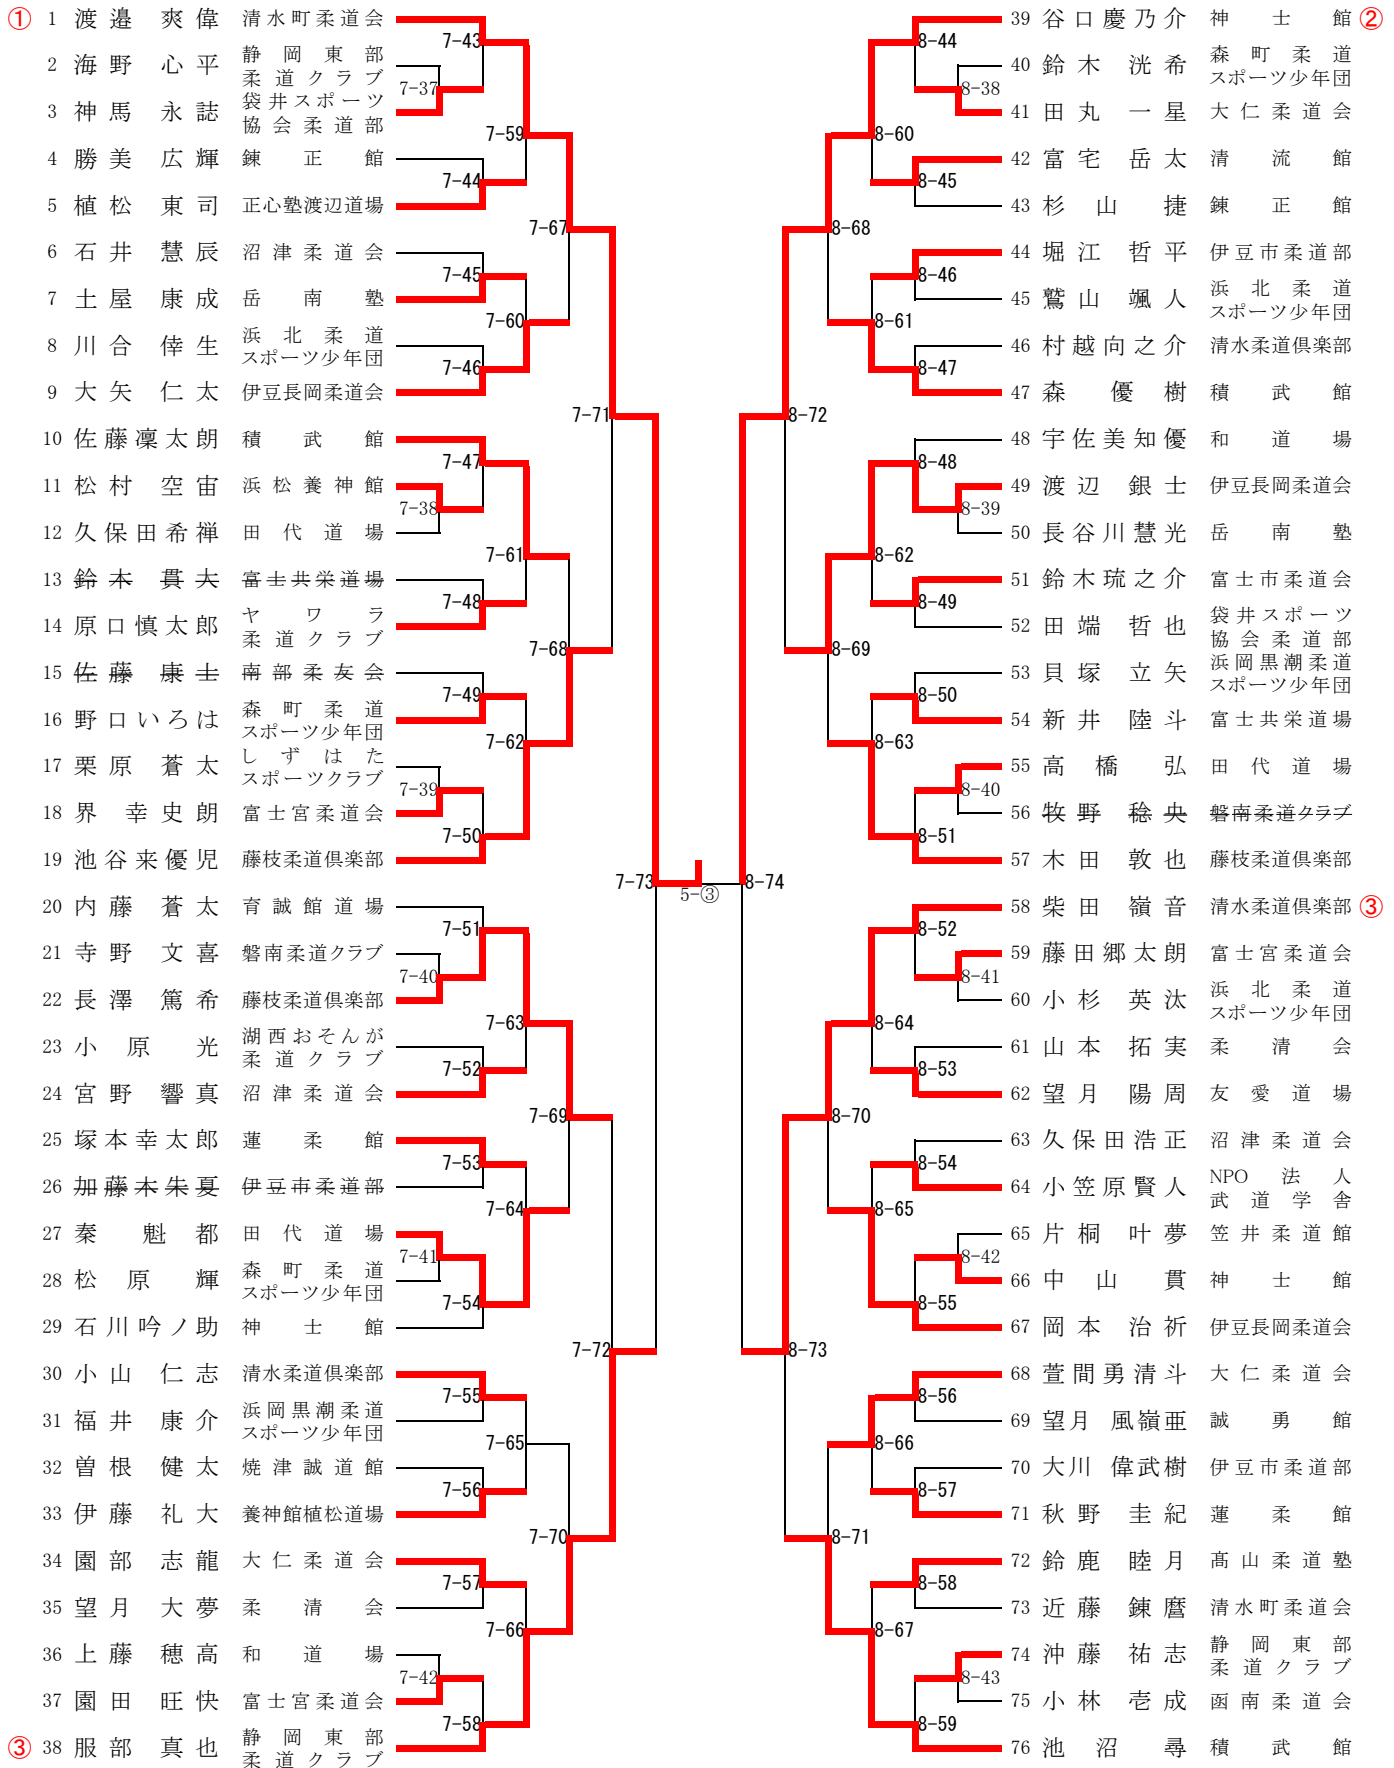 ① 1 渡邉 爽偉 清水町柔道会
2 海野 心平 静岡東部柔道クラブ
3 神馬 永誌 袋井スポーツ協会柔道部
4 勝美 広輝 錬正館
5 植松 東司 正心塾渡辺道場
6 石井 慧辰 沼津柔道会
7 土屋 康成 岳南塾
8 川合 倖生 浜北柔道スポーツ少年団
9 大矢 仁太 伊豆長岡柔道会
10 佐藤凜太朗 積武館
11 松村 空宙 浜松養神館
12 久保田希禅 田代道場
13 鈴木 貫大 富士共栄道場
14 原口慎太郎 ヤワラ柔道クラブ
15 佐藤 康士 南部柔友会
16 野口いろは 森町柔道スポーツ少年団
17 栗原 蒼太 しずはたスポーツクラブ
18 界 幸史朗 富士宮柔道会
19 池谷来優児 藤枝柔道倶楽部
20 内藤 蒼太 育誠館道場
21 寺野 文喜 磐南柔道クラブ
22 長澤 篤希 藤枝柔道倶楽部
23 小原 光 湖西おそんが柔道クラブ
24 宮野 響真 沼津柔道会
25 塚本幸太郎 蓮柔館
26 加藤木朱夏 伊豆市柔道部
27 秦 魁都 田代道場
28 松原 輝 森町柔道スポーツ少年団
29 石川吟ノ助 神士館
30 小山 仁志 清水柔道倶楽部
31 福井 康介 浜岡黒潮柔道スポーツ少年団
32 曽根 健太 焼津誠道館
33 伊藤 礼大 養神館植松道場
34 園部 志龍 大仁柔道会
35 望月 大夢 柔清会
36 上藤 穂高 和道場
37 園田 旺快 富士宮柔道会
③ 38 服部 真也 静岡東部柔道クラブ
7-43
7-37
7-59
7-44
7-67
7-45
7-60
7-46
7-71
7-47
7-38
7-61
7-48
7-68
7-49
7-62
7-39
7-50
7-73
7-51
7-40
7-63
7-52
7-69
7-53
7-64
7-41
7-54
7-72
7-55
7-65
7-56
7-70
7-57
7-66
7-42
7-58
5-③
8-44
8-38
8-60
8-45
8-68
8-46
8-61
8-47
8-72
8-48
8-39
8-62
8-49
8-69
8-50
8-63
8-40
8-51
8-74
8-52
8-41
8-64
8-53
8-70
8-54
8-65
8-42
8-55
8-73
8-56
8-66
8-57
8-71
8-58
8-67
8-43
8-59
39 谷口慶乃介 神士館 ②
40 鈴木 洸希 森町柔道スポーツ少年団
41 田丸 一星 大仁柔道会
42 富宅 岳太 清流館
43 杉山 捷 錬正館
44 堀江 哲平 伊豆市柔道部
45 鷲山 颯人 浜北柔道スポーツ少年団
46 村越向之介 清水柔道倶楽部
47 森 優樹 積武館
48 宇佐美知優 和道場
49 渡辺 銀士 伊豆長岡柔道会
50 長谷川慧光 岳南塾
51 鈴木琉之介 富士市柔道会
52 田端 哲也 袋井スポーツ協会柔道部
53 貝塚 立矢 浜岡黒潮柔道スポーツ少年団
54 新井 陸斗 富士共栄道場
55 高橋 弘 田代道場
56 牧野 稔央 磐南柔道クラブ
57 木田 敦也 藤枝柔道倶楽部
58 柴田 嶺音 清水柔道倶楽部 ③
59 藤田郷太朗 富士宮柔道会
60 小杉 英汰 浜北柔道スポーツ少年団
61 山本 拓実 柔清会
62 望月 陽周 友愛道場
63 久保田浩正 沼津柔道会
64 小笠原賢人 NPO法人武道学舎
65 片桐 叶夢 笠井柔道館
66 中山 貫 神士館
67 岡本 治祈 伊豆長岡柔道会
68 萱間勇清斗 大仁柔道会
69 望月 風嶺亜 誠勇館
70 大川 偉武樹 伊豆市柔道部
71 秋野 圭紀 蓮柔館
72 鈴鹿 睦月 髙山柔道塾
73 近藤 錬麿 清水町柔道会
74 沖藤 祐志 静岡東部柔道クラブ
75 小林 壱成 函南柔道会
76 池沼 尋 積武館